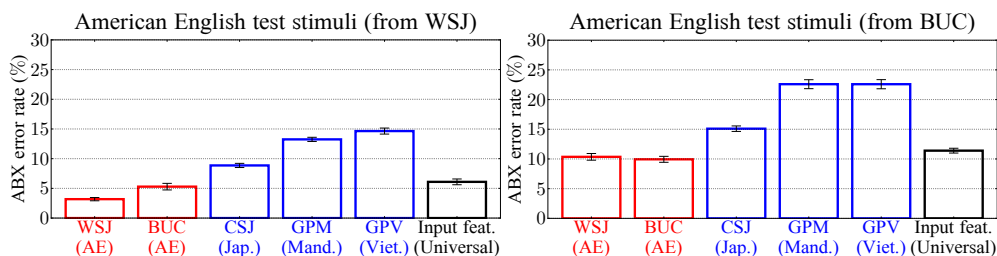 American English test stimuli (from WSJ)
ABX error rate (%)
30
25
20
15
10
5
0
WSJ BUC CSJ GPM GPV Input feat.
(AE) (AE) (Jap.) (Mand.) (Viet.) (Universal)
American English test stimuli (from BUC)
ABX error rate (%)
30
25
20
15
10
5
0
WSJ BUC CSJ GPM GPV Input feat.
(AE) (AE) (Jap.) (Mand.) (Viet.) (Universal)